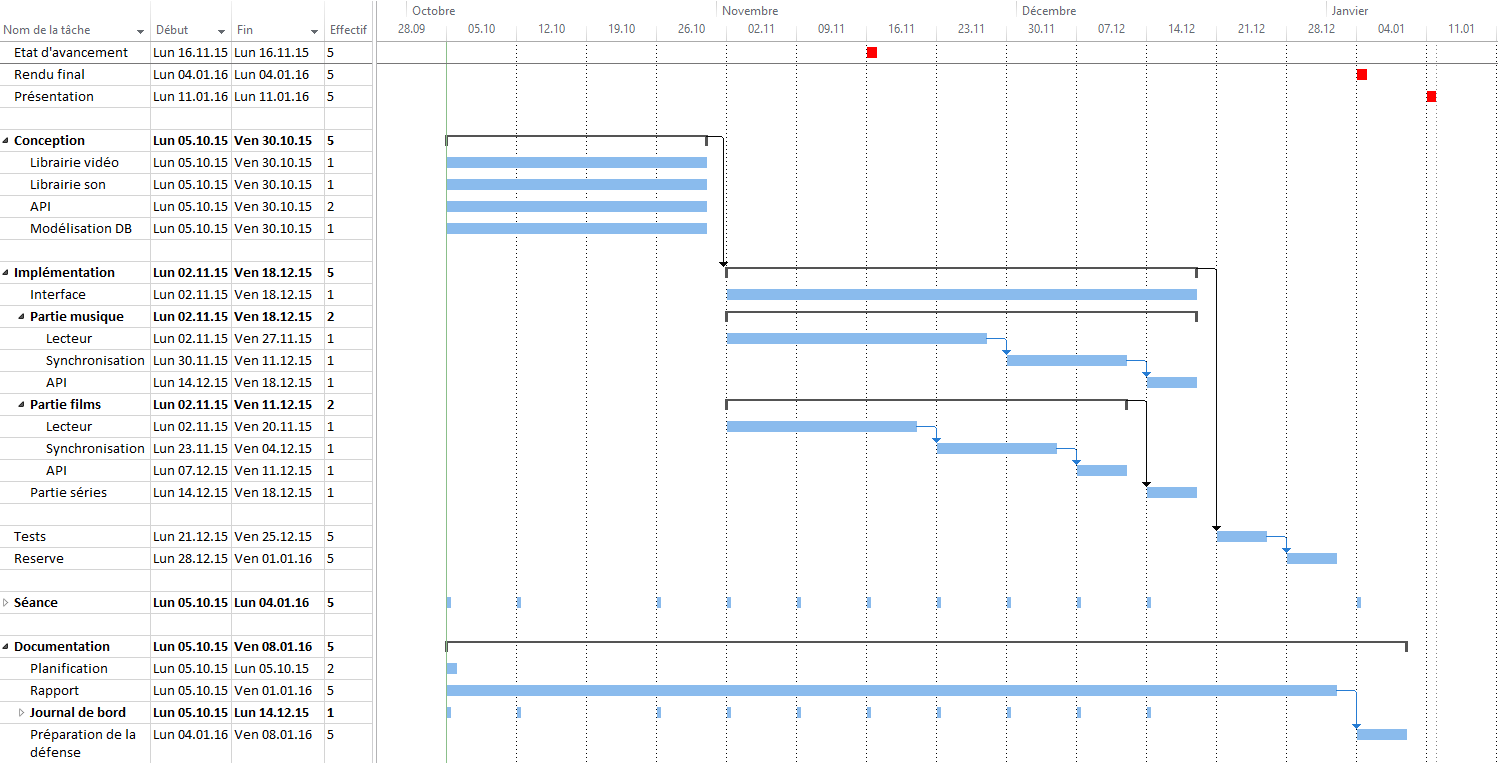 Octobre Novembre Décembre Janvier
Nom de la tâche Début Fin Effectif 28.09 05.10 12.10 19.10 26.10 02.11 09.11 16.11 23.11 30.11 07.12 14.12 21.12 28.12 04.01 11.01
Etat d'avancement Lun 16.11.15 Lun 16.11.15 5
Rendu final Lun 04.01.16 Lun 04.01.16 5
Présentation Lun 11.01.16 Lun 11.01.16 5
Conception Lun 05.10.15 Ven 30.10.15 5
Librairie vidéo Lun 05.10.15 Ven 30.10.15 1
Librairie son Lun 05.10.15 Ven 30.10.15 1
API Lun 05.10.15 Ven 30.10.15 2
Modélisation DB Lun 05.10.15 Ven 30.10.15 1
Implémentation Lun 02.11.15 Ven 18.12.15 5
Interface Lun 02.11.15 Ven 18.12.15 1
Partie musique Lun 02.11.15 Ven 18.12.15 2
Lecteur Lun 02.11.15 Ven 27.11.15 1
Synchronisation Lun 30.11.15 Ven 11.12.15 1
API Lun 14.12.15 Ven 18.12.15 1
Partie films Lun 02.11.15 Ven 11.12.15 2
Lecteur Lun 02.11.15 Ven 20.11.15 1
Synchronisation Lun 23.11.15 Ven 04.12.15 1
API Lun 07.12.15 Ven 11.12.15 1
Partie séries Lun 14.12.15 Ven 18.12.15 1
Tests Lun 21.12.15 Ven 25.12.15 5
Reserve Lun 28.12.15 Ven 01.01.16 5
Séance Lun 05.10.15 Lun 04.01.16 5
Documentation Lun 05.10.15 Ven 08.01.16 5
Planification Lun 05.10.15 Lun 05.10.15 2
Rapport Lun 05.10.15 Ven 01.01.16 5
Journal de bord Lun 05.10.15 Lun 14.12.15 1
Préparation de la Lun 04.01.16 Ven 08.01.16 5
défense